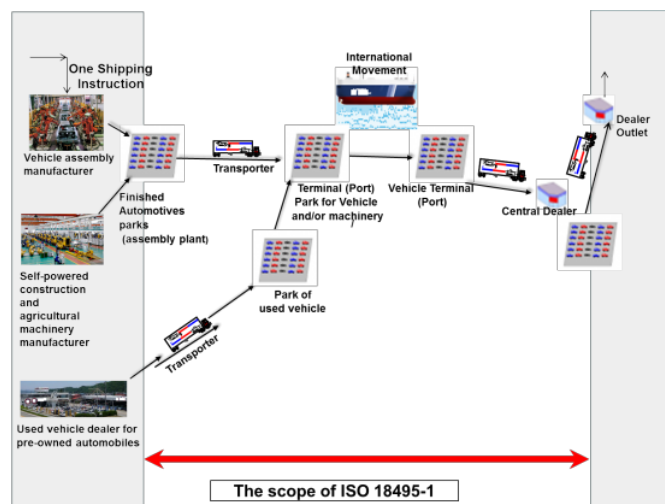 One Shipping
Instruction
Vehicle assembly
manufacturer
Finished
Automotives
parks
(assembly plant)
Self-powered
construction
and
agricultural
machinery
manufacturer
Used vehicle dealer for
pre-owned automobiles
Transporter
Transporter
Park of
used vehicle
Terminal (Port)
Park for Vehicle
and/or machinery
International
Movement
Vehicle Terminal
(Port)
Central Dealer
Dealer
Outlet
The scope of ISO 18495-1